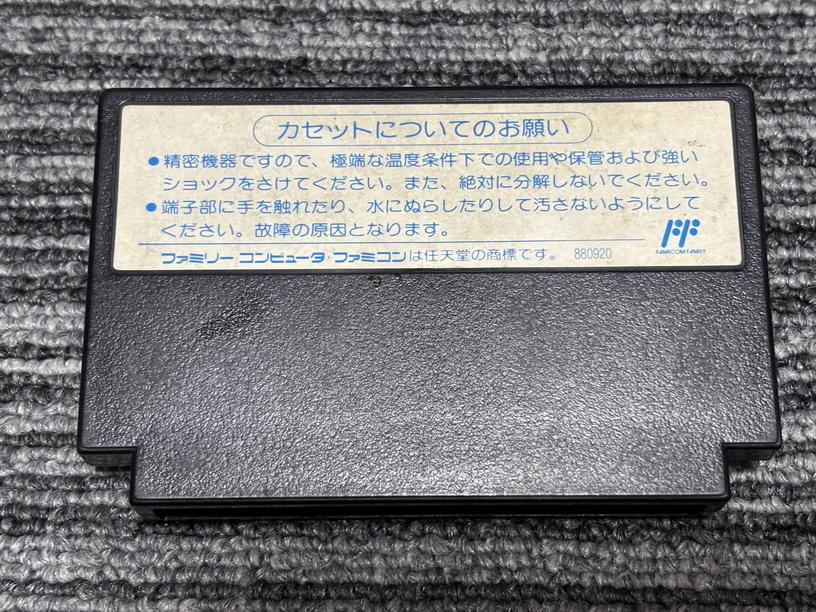 カセットについてのお願い
●精密機器ですので、極端な温度条件下での使用や保管および強い
ショックをさけてください。また、絶対に分解しないでください。
●端子部に手を触れたり、水にぬらしたりして汚さないようにして
ください。故障の原因となります。
FAMICOM FAMILY
ファミリー コンピュータ・ファミコンは任天堂の商標です。 880920